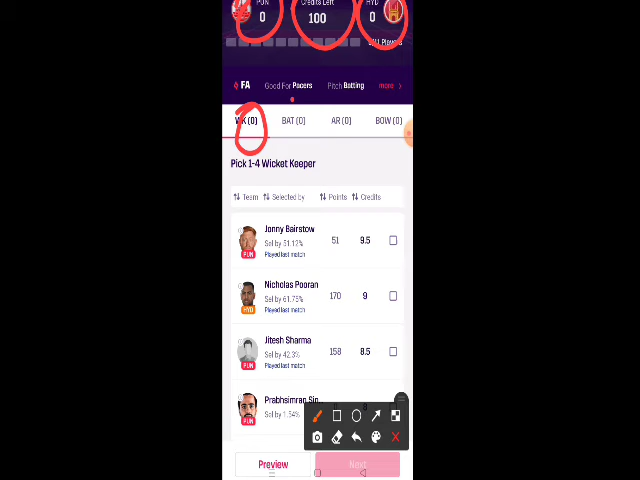 PUN Credits Left HYD
0 100 0
Players
FA Good For Pacers Pitch Batting more >
WK (0) BAT (0) AR (0) BOW (0)
Pick 1-4 Wicket Keeper
Team Selected by Points Credits
Jonny Bairstow
Sel by 51.12% 51 9.5
PUN Played last match
Nicholas Pooran
Sel by 61.75% 170 9
HYD Played last match
Jitesh Sharma
Sel by 42.3% 158 8.5
PUN Played last match
Prabhsimran Sin...
Sel by 1.54%
PUN
Preview Next